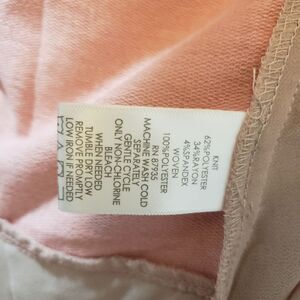 KNIT
62%POLYESTER
34%RAYON
4%SPANDEX
WOVEN
100%POLYESTER
RN 87955
MACHINE WASH COLD
SEPARATELY
GENTLE CYCLE
ONLY NON-CHLORINE
BLEACH
WHEN NEEDED
TUMBLE DRY LOW
REMOVE PROMPTLY
LOW IRON IF NEEDED